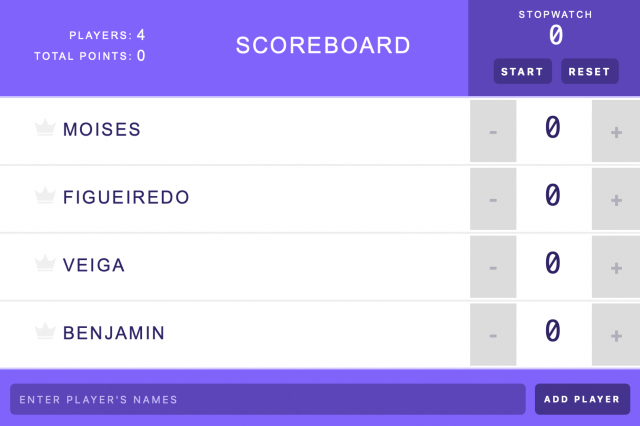 PLAYERS: 4
TOTAL POINTS: 0
SCOREBOARD
STOPWATCH
0
START RESET
MOISES - 0 +
FIGUEIREDO - 0 +
VEIGA - 0 +
BENJAMIN - 0 +
ENTER PLAYER'S NAMES ADD PLAYER